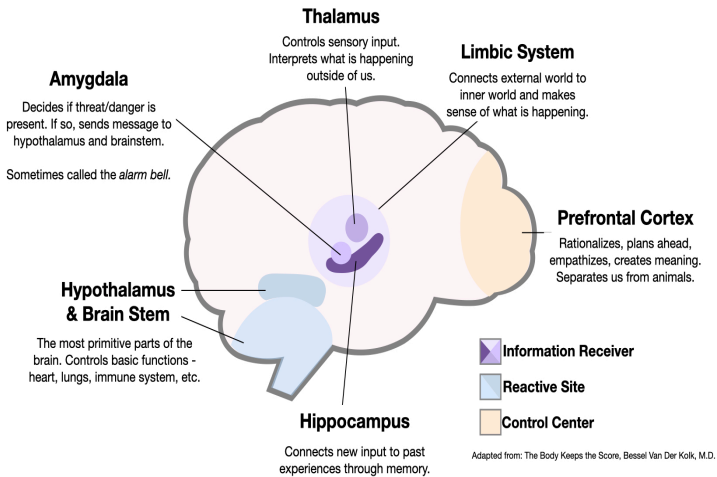 Thalamus
Controls sensory input.
Interprets what is happening
outside of us.
Limbic System
Connects external world to
inner world and makes
sense of what is happening.
Amygdala
Decides if threat/danger is
present. If so, sends message to
hypothalamus and brainstem.
Sometimes called the alarm bell.
Prefrontal Cortex
Rationalizes, plans ahead,
empathizes, creates meaning.
Separates us from animals.
Hypothalamus
& Brain Stem
The most primitive parts of the
brain. Controls basic functions -
heart, lungs, immune system, etc.
Hippocampus
Connects new input to past
experiences through memory.
Information Receiver
Reactive Site
Control Center
Adapted from: The Body Keeps the Score, Bessel Van Der Kolk, M.D.